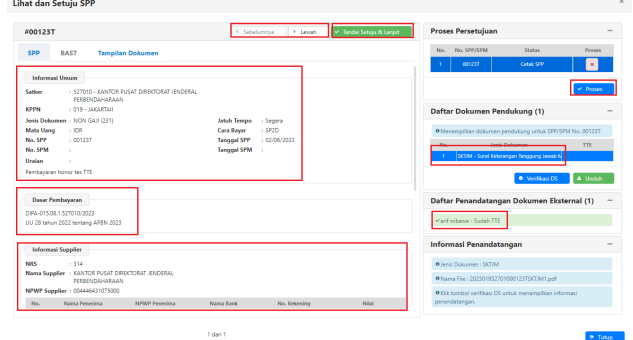 Lihat dan Setuju SPP
×
#00123T
‹ Sebelumnya › Lewati ✓ Tandai Setuju & Lanjut
SPP BAST Tampilan Dokumen
Informasi Umum
Satker : 527010 - KANTOR PUSAT DIREKTORAT JENDERAL
PERBENDAHARAAN
KPPN : 019 - JAKARTAII
Jenis Dokumen : NON GAJI (231) Jatuh Tempo : Segera
Mata Uang : IDR Cara Bayar : SP2D
No. SPP : 00123T Tanggal SPP : 02/06/2023
No. SPM : Tanggal SPM :
Uraian :
Pembayaran honor tes TTE
Dasar Pembayaran
DIPA-015.08.1.527010/2023
UU 28 tahun 2022 tentang APBN 2023
Informasi Supplier
NRS : 314
Nama Supplier : KANTOR PUSAT DIREKTORAT JENDERAL
PERBENDAHARAAN
NPWP Supplier : 004446431075000
No. Nama Penerima NPWP Penerima Nama Bank No. Rekening Nilai
1 dari 1
Proses Persetujuan
No. No. SPP/SPM Status Proses
1 00123T Cetak SPP ×
✓ Proses
Daftar Dokumen Pendukung (1)
Menampilkan dokumen pendukung untuk SPP/SPM No. 00123T
No. Jenis Dokumen TTE
1 SKTJM - Surat Keterangan Tanggung Jawab M
Verifikasi DS Unduh
Daftar Penandatangan Dokumen Eksternal (1)
✓arif wibawa - Sudah TTE
Informasi Penandatangan
Jenis Dokumen : SKTJM
Nama File : 202301952701000123TSKTJM1.pdf
Klik tombol verifikasi DS untuk menampilkan informasi
penandatangan.
Tutup